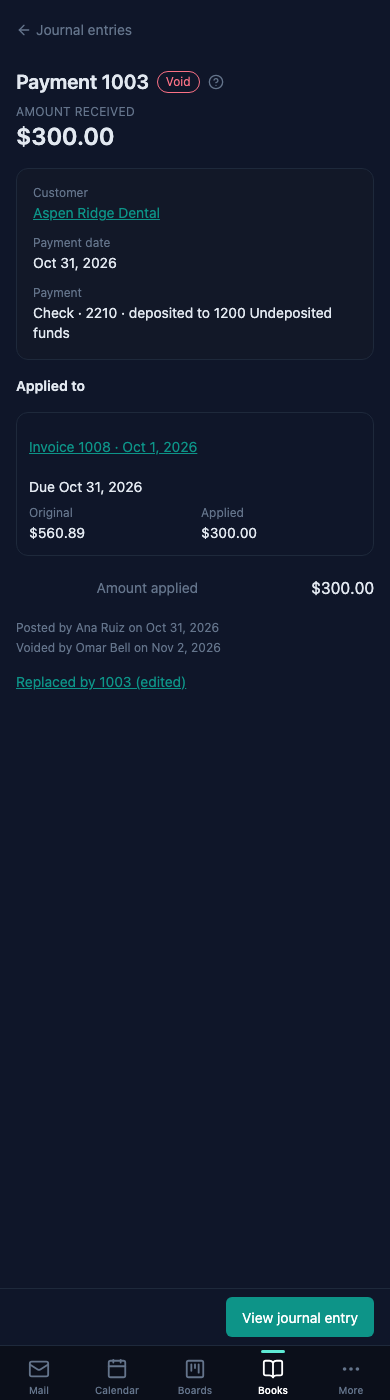 Journal entries
Payment 1003 Void
AMOUNT RECEIVED
$300.00
Customer
Aspen Ridge Dental
Payment date
Oct 31, 2026
Payment
Check · 2210 · deposited to 1200 Undeposited
funds
Applied to
Invoice 1008 · Oct 1, 2026
Due Oct 31, 2026
Original Applied
$560.89 $300.00
Amount applied $300.00
Posted by Ana Ruiz on Oct 31, 2026
Voided by Omar Bell on Nov 2, 2026
Replaced by 1003 (edited)
View journal entry
Mail Calendar Boards Books More